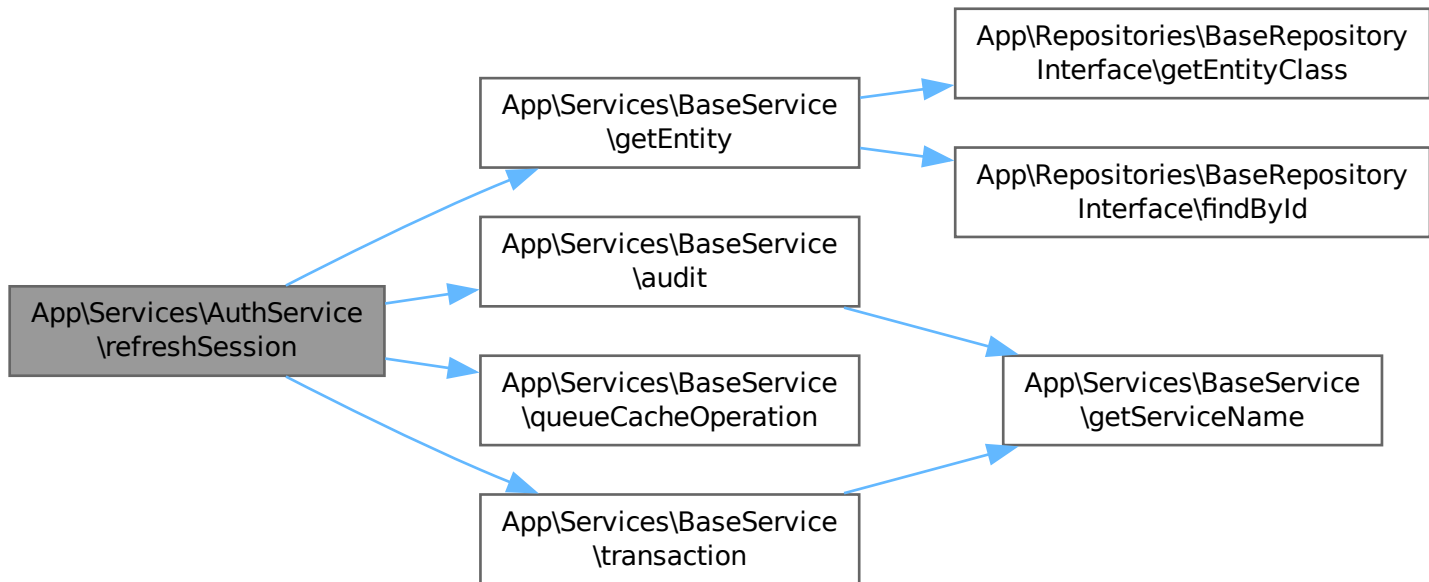 App\Services\AuthService
\refreshSession
App\Services\BaseService
\getEntity
App\Services\BaseService
\audit
App\Services\BaseService
\queueCacheOperation
App\Services\BaseService
\transaction
App\Repositories\BaseRepository
Interface\getEntityClass
App\Repositories\BaseRepository
Interface\findById
App\Services\BaseService
\getServiceName